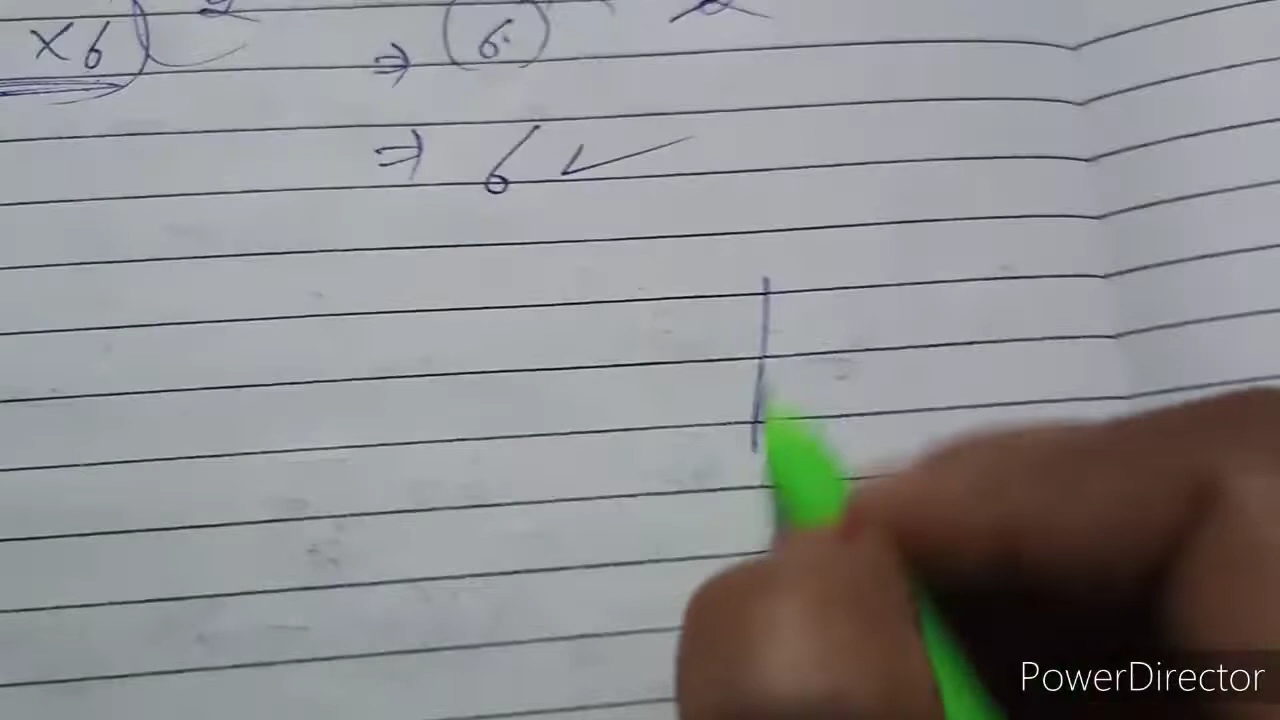 ×6) ⇒ (6)
⇒ 6 ✓
PowerDirector